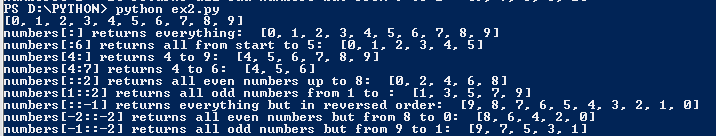 PS D:\PYTHON> python ex2.py
[0, 1, 2, 3, 4, 5, 6, 7, 8, 9]
numbers[:] returns everything:  [0, 1, 2, 3, 4, 5, 6, 7, 8, 9]
numbers[:6] returns all from start to 5:  [0, 1, 2, 3, 4, 5]
numbers[4:] returns 4 to 9:  [4, 5, 6, 7, 8, 9]
numbers[4:7] returns 4 to 6:  [4, 5, 6]
numbers[::2] returns all even numbers up to 8:  [0, 2, 4, 6, 8]
numbers[1::2] returns all odd numbers from 1 to :  [1, 3, 5, 7, 9]
numbers[::-1] returns everything but in reversed order:  [9, 8, 7, 6, 5, 4, 3, 2, 1, 0]
numbers[-2::-2] returns all even numbers but from 8 to 0:  [8, 6, 4, 2, 0]
numbers[-1::-2] returns all odd numbers but from 9 to 1:  [9, 7, 5, 3, 1]